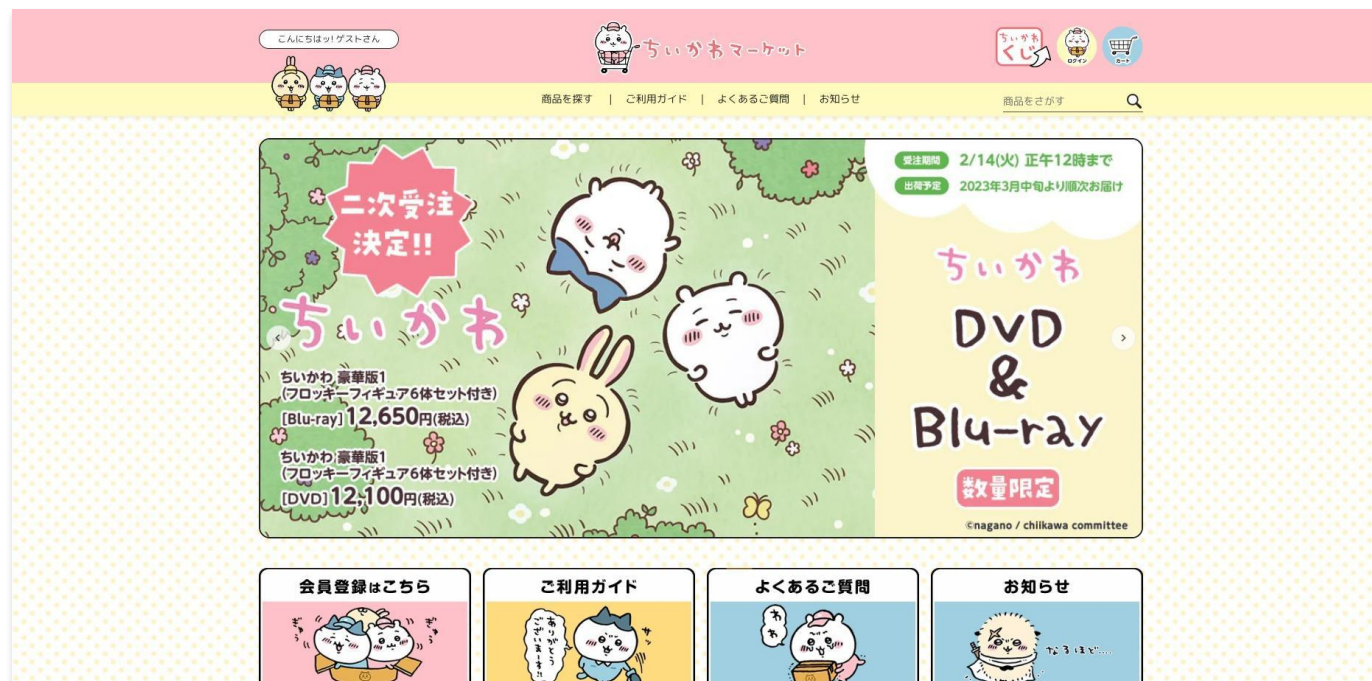 こんにちはッ!ゲストさん
ちいかわマーケット
ちいかわ
くじ
ログイン
カート
商品を探す | ご利用ガイド | よくあるご質問 | お知らせ
商品をさがす
二次受注
決定!!
ちいかわ
ちいかわ 豪華版1
(フロッキーフィギュア6体セット付き)
[Blu-ray]12,650円(税込)
ちいかわ 豪華版1
(フロッキーフィギュア6体セット付き)
[DVD]12,100円(税込)
受注期間 2/14(火) 正午12時まで
出荷予定 2023年3月中旬より順次お届け
ちいかわ
DVD
&
Blu-ray
数量限定
©nagano / chiikawa committee
会員登録はこちら
ぎゅう
ぎゅう
ご利用ガイド
ありがとう
ございまーす!!
サッ
よくあるご質問
わわ
お知らせ
なるほど...